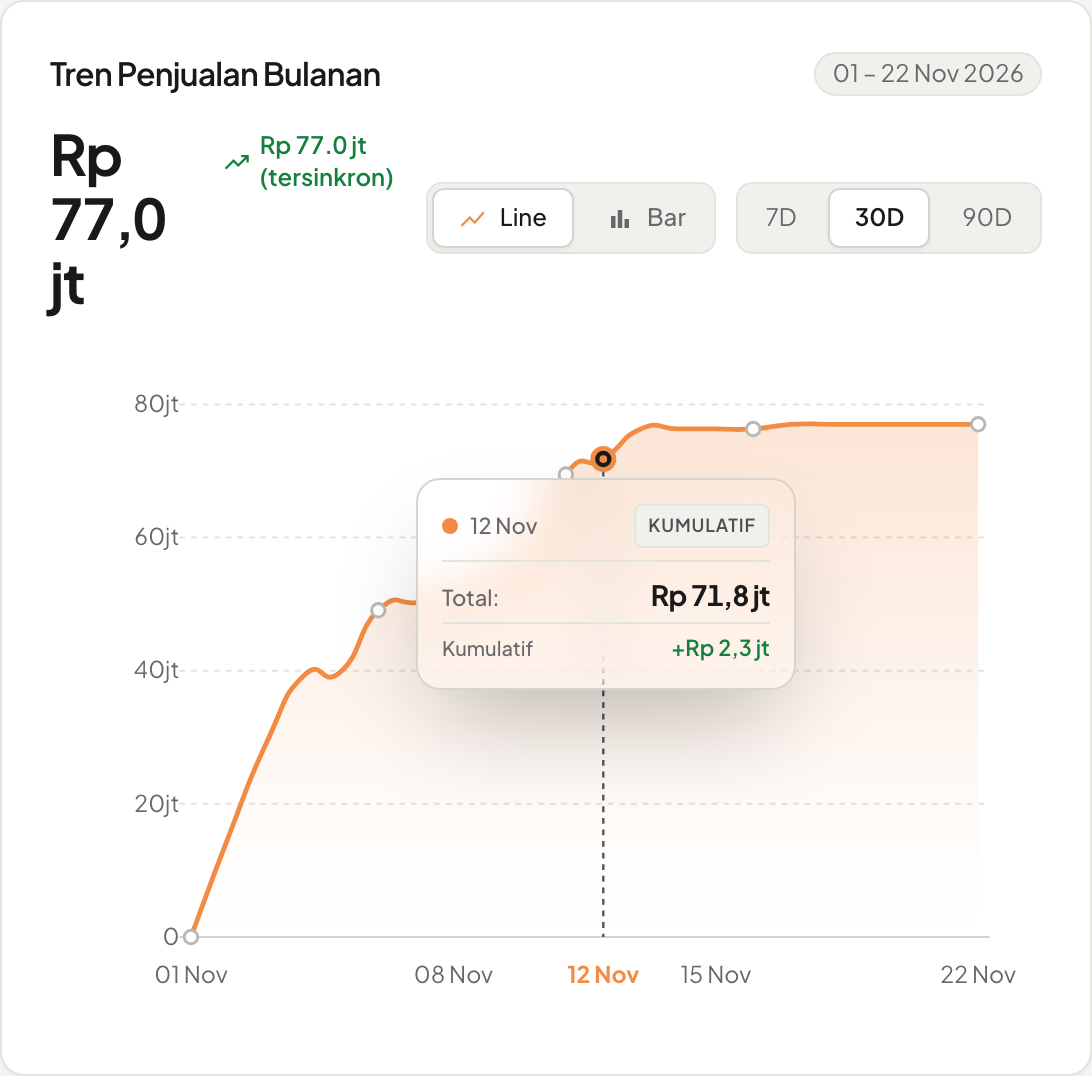 Tren Penjualan Bulanan
01 – 22 Nov 2026
Rp
77,0
jt
Rp 77.0 jt
(tersinkron)
Line
Bar
7D
30D
90D
80jt
60jt
40jt
20jt
0
12 Nov
KUMULATIF
Total:
Rp 71,8 jt
Kumulatif
+Rp 2,3 jt
01 Nov
08 Nov
12 Nov
15 Nov
22 Nov